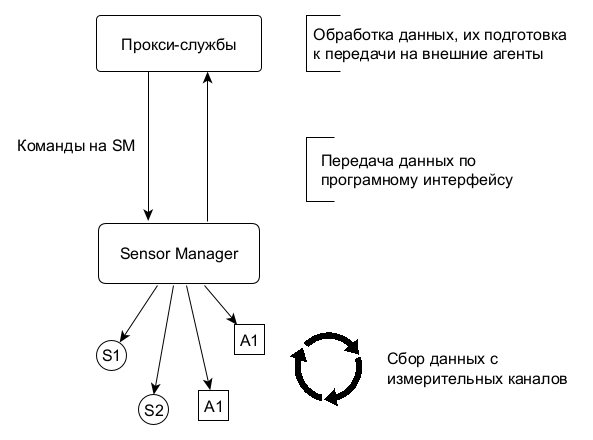 Прокси-службы
Обработка данных, их подготовка
к передачи на внешние агенты
Команды на SM
Передача данных по
програмному интерфейсу
Sensor Manager
S1
S2
A1
A1
Сбор данных с
измерительных каналов